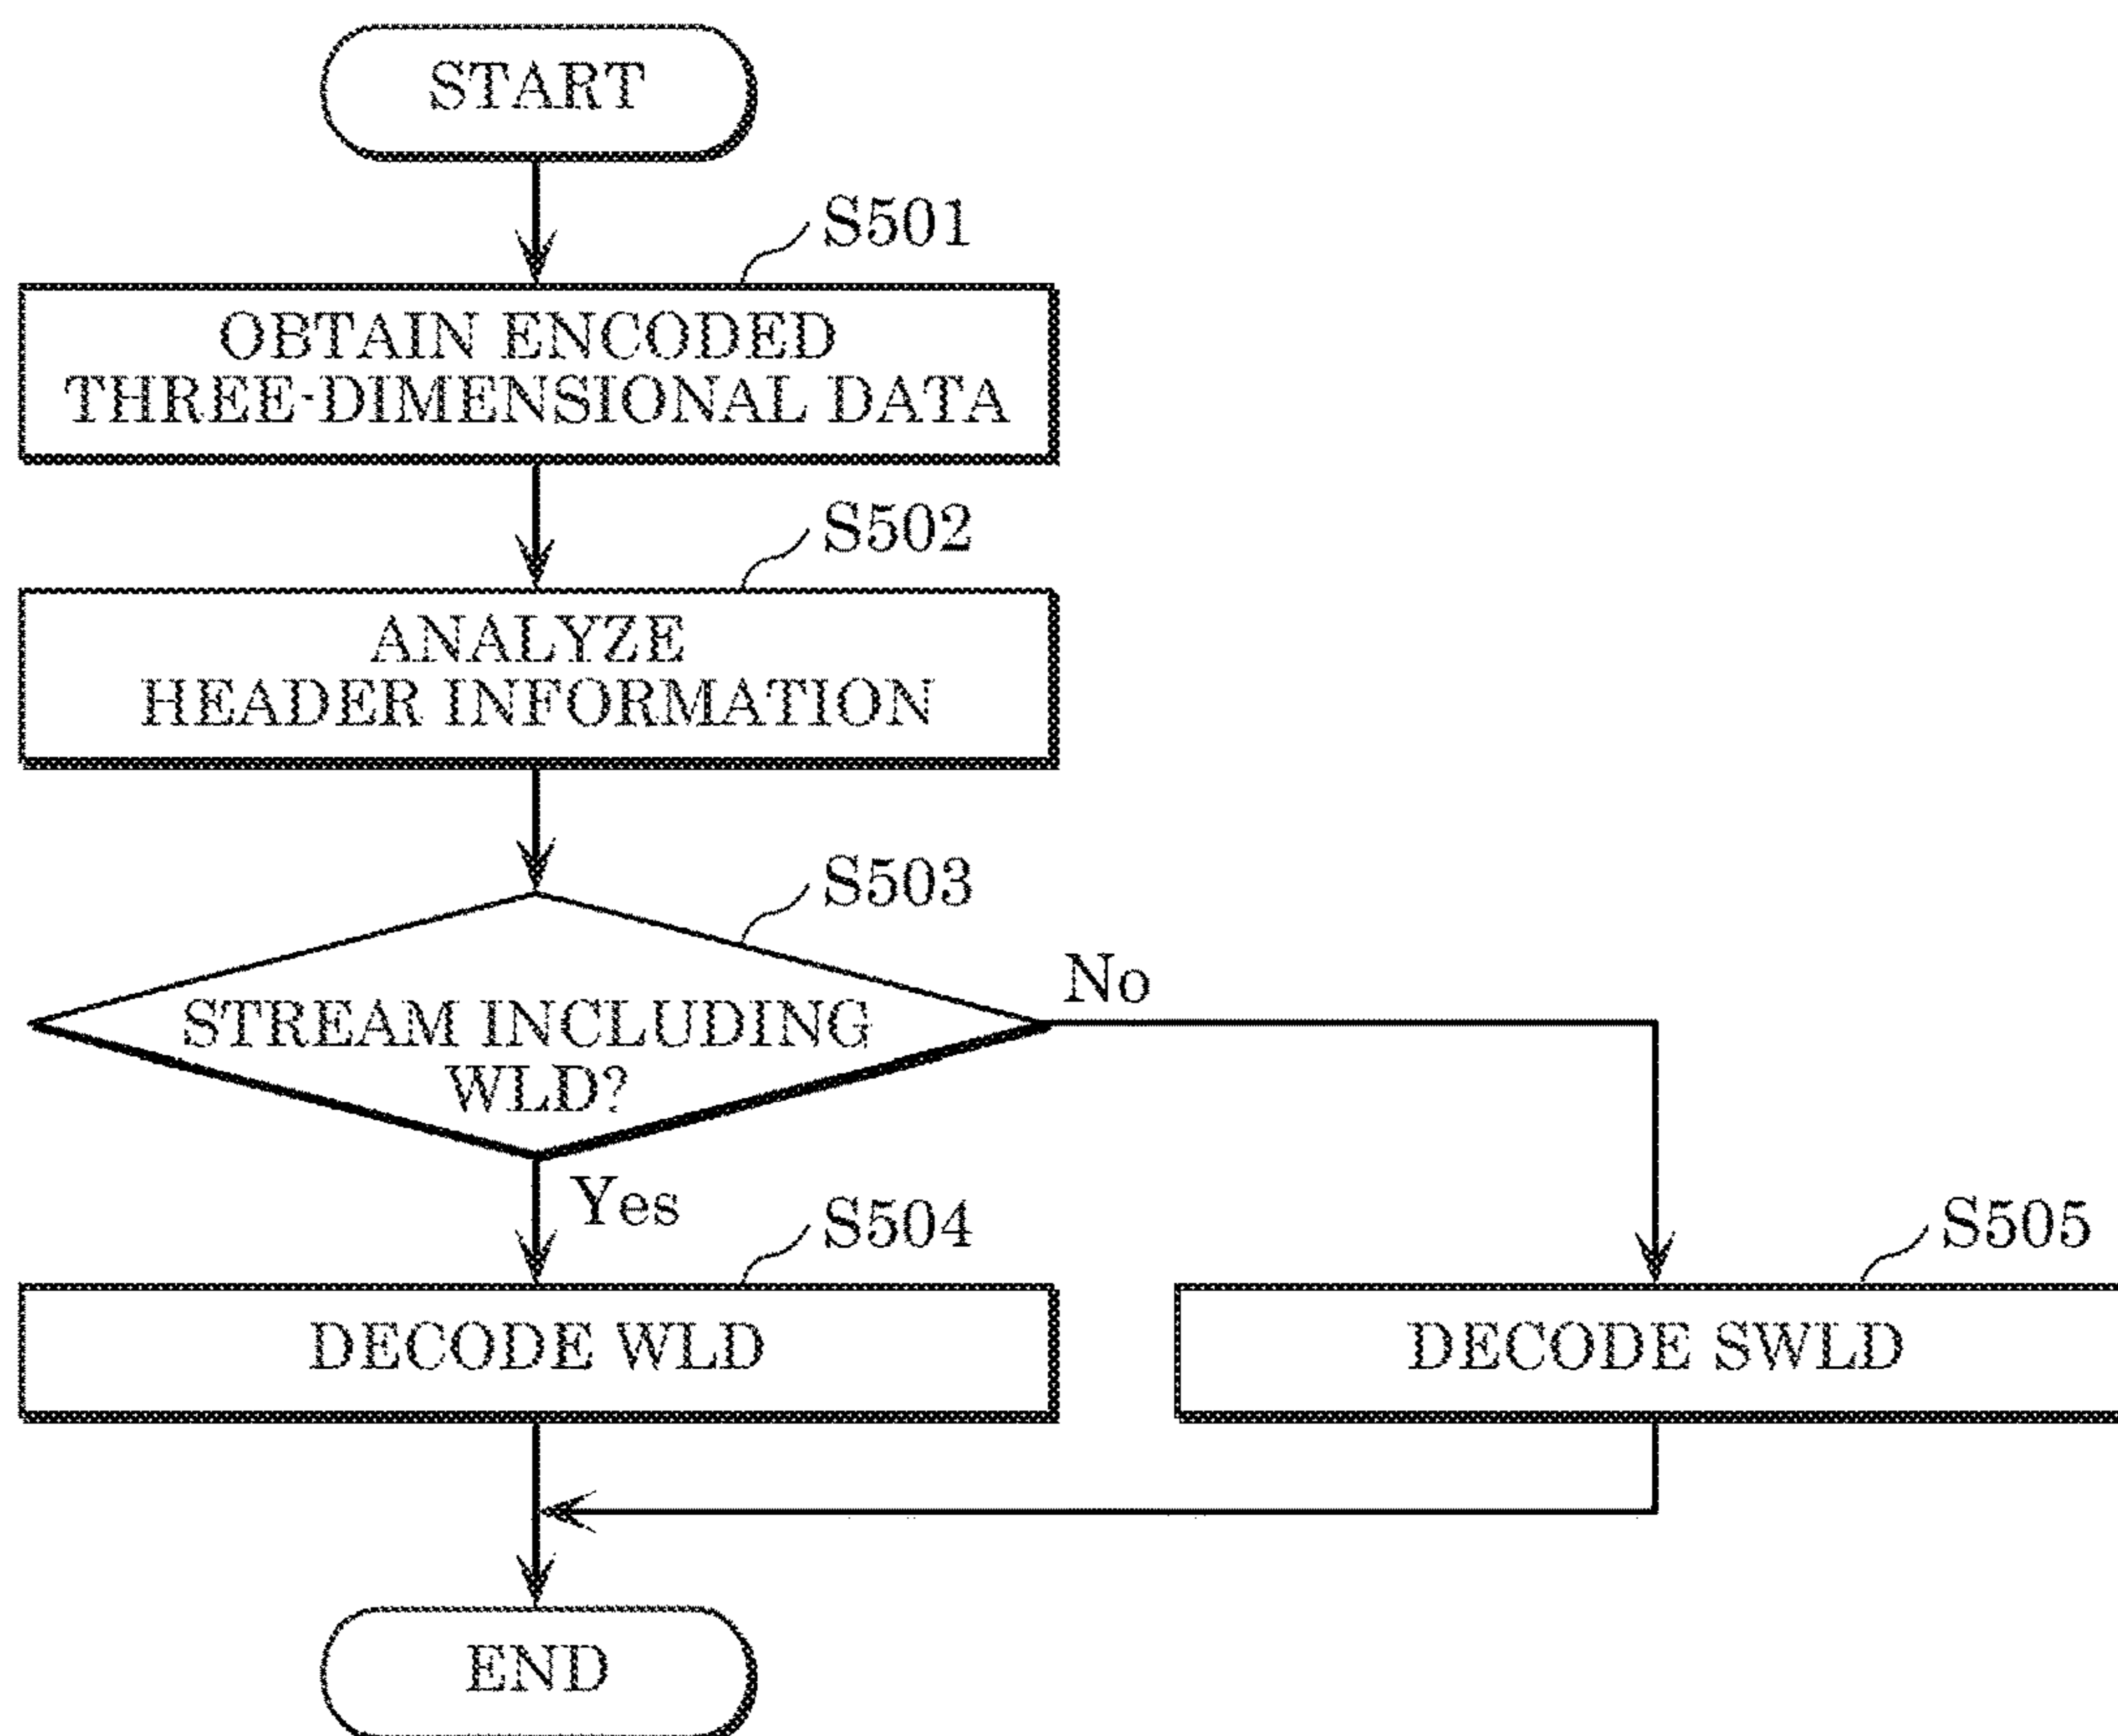 START
S501
OBTAIN ENCODED
THREE-DIMENSIONAL DATA
S502
ANALYZE
HEADER INFORMATION
S503
STREAM INCLUDING
WLD?
No
Yes
S504
DECODE WLD
S505
DECODE SWLD
END